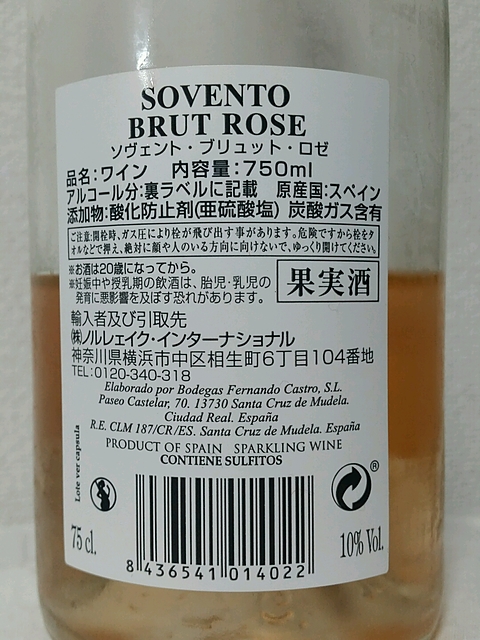 SOVENTO
BRUT ROSE
ソヴェント・ブリュット・ロゼ
品名:ワイン　内容量:750ml
アルコール分:裏ラベルに記載　原産国:スペイン
添加物:酸化防止剤(亜硫酸塩) 炭酸ガス含有
ご注意:開栓時、ガス圧により栓が飛び出す事があります。危険ですから栓をタ
オルなどで押え、絶対に顔や人のいる方向に向けないで、ゆっくり開けてください。
※お酒は20歳になってから。
※妊娠中や授乳期の飲酒は、胎児・乳児の
発育に悪影響を及ぼす恐れがあります。
果実酒
輸入者及び引取先
㈱ノルレェイク・インターナショナル
神奈川県横浜市中区相生町6丁目104番地
TEL:0120-340-318
Elaborado por Bodegas Fernando Castro, S.L.
Paseo Castelar, 70. 13730 Santa Cruz de Mudela.
Ciudad Real. España
R.E. CLM 187/CR/ES. Santa Cruz de Mudela. España
PRODUCT OF SPAIN SPARKLING WINE
CONTIENE SULFITOS
Lote ver capsula
®
75 cl.
10% Vol.
8 436541 014022